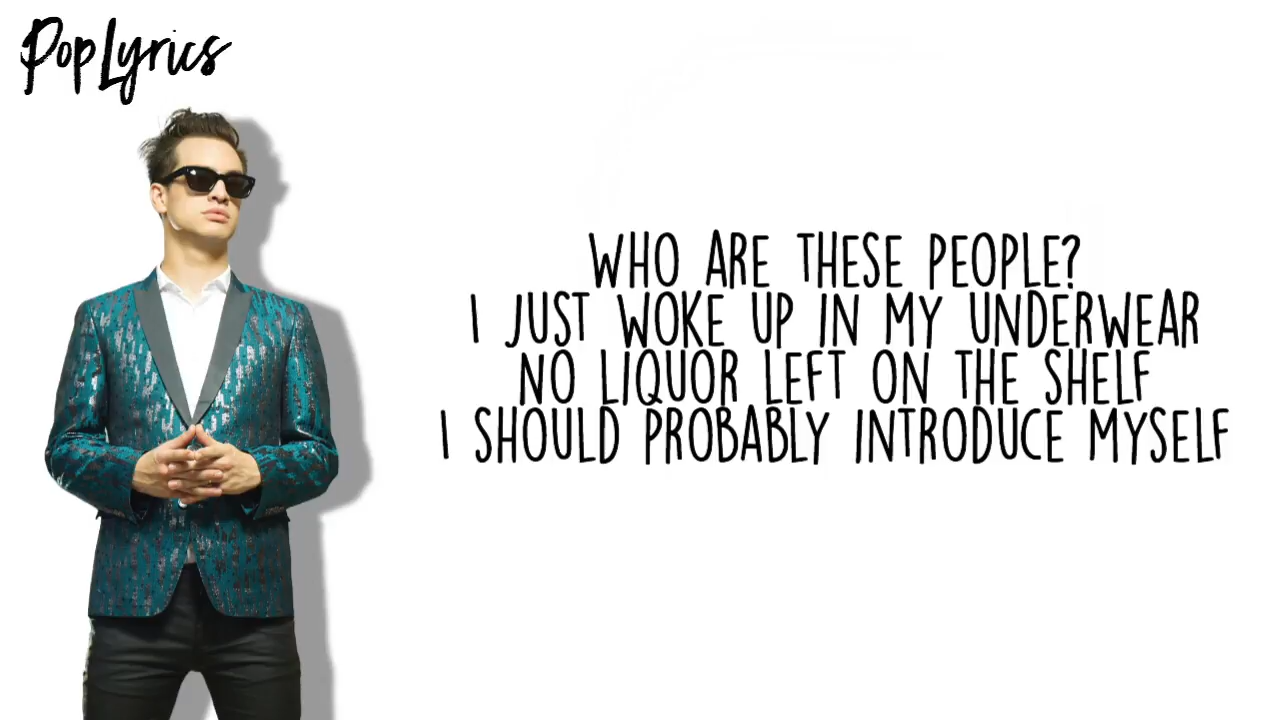 PopLyrics
WHO ARE THESE PEOPLE?
I JUST WOKE UP IN MY UNDERWEAR
NO LIQUOR LEFT ON THE SHELF
I SHOULD PROBABLY INTRODUCE MYSELF